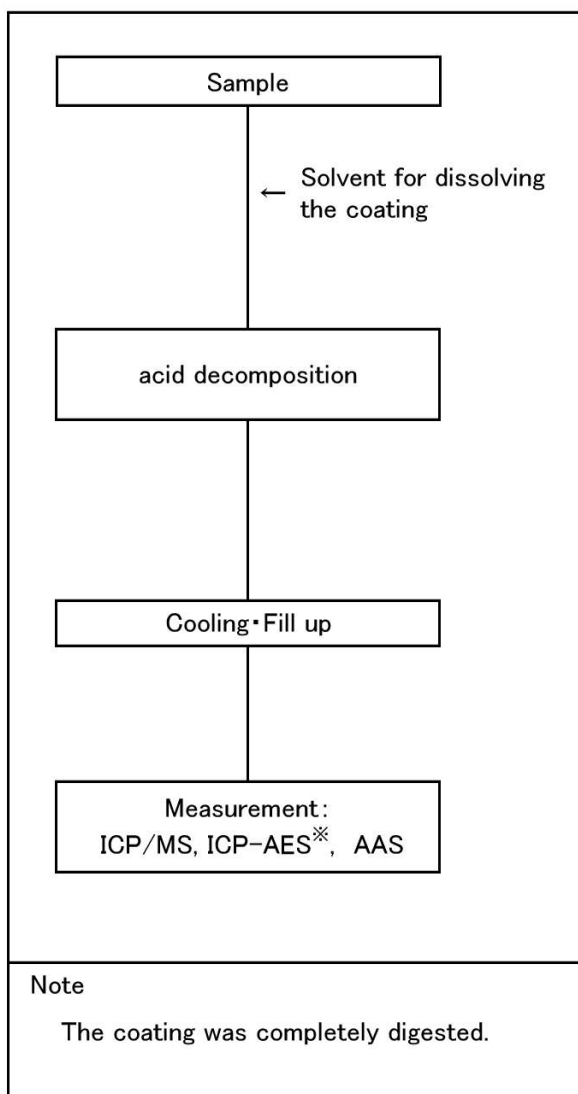 Sample
← Solvent for dissolving
the coating
acid decomposition
Cooling･Fill up
Measurement:
ICP/MS, ICP-AES※, AAS
Note
The coating was completely digested.